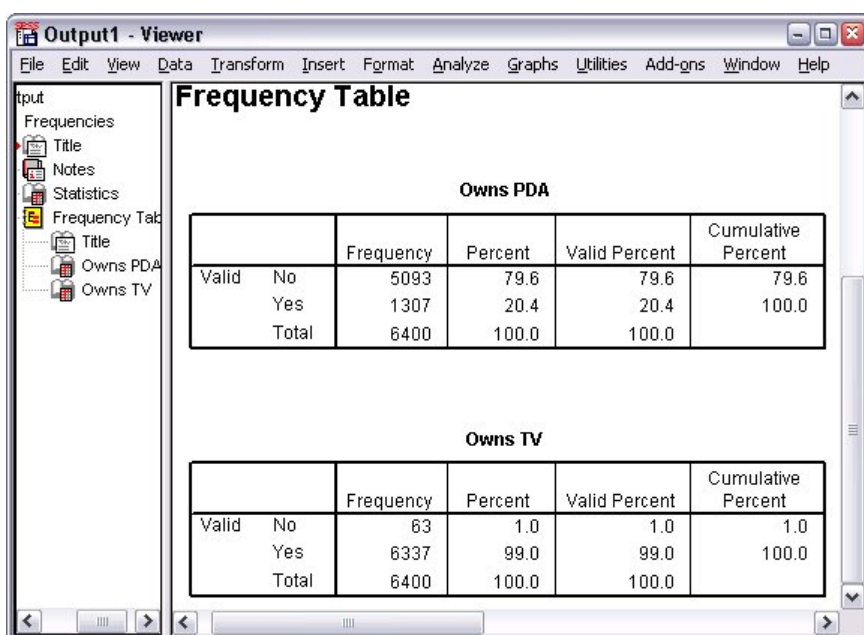 Output1 - Viewer
File Edit View Data Transform Insert Format Analyze Graphs Utilities Add-ons Window Help
tput
Frequencies
Title
Notes
Statistics
Frequency Tab
Title
Owns PDA
Owns TV
Frequency Table
Owns PDA
Frequency Percent Valid Percent Cumulative Percent
Valid No 5093 79.6 79.6 79.6
Yes 1307 20.4 20.4 100.0
Total 6400 100.0 100.0
Owns TV
Frequency Percent Valid Percent Cumulative Percent
Valid No 63 1.0 1.0 1.0
Yes 6337 99.0 99.0 100.0
Total 6400 100.0 100.0